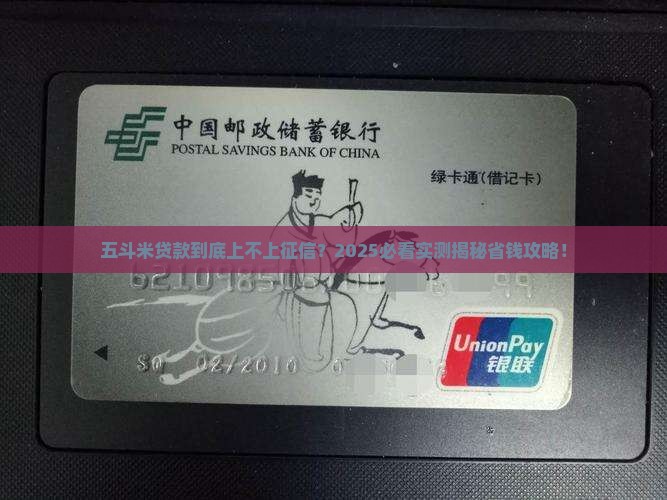 中国邮政储蓄银行
POSTAL SAVINGS BANK OF CHINA
绿卡通(借记卡)
五斗米贷款到底上不上征信？2025必看实测揭秘省钱攻略！
UnionPay
银联
02/2010